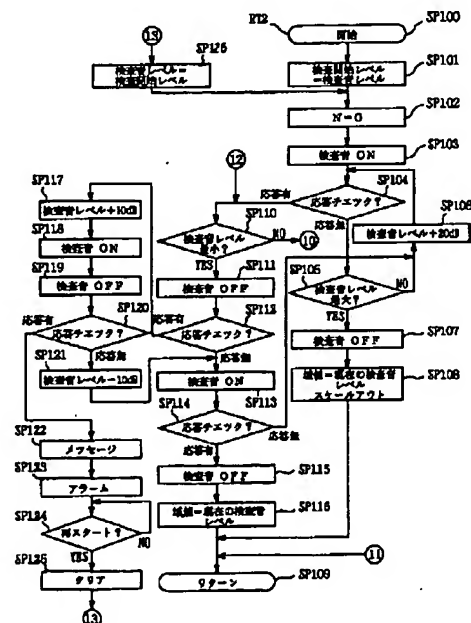 RT2
開始
SP100
⑬
SP126
検査音レベル＝
検査開始レベル
検査開始レベル
＝検査音レベル
SP101
N＝0
SP102
検査音 ON
SP103
⑫
応答有
応答チェック？
SP104
応答無
SP106
検査音レベル＋20dB
SP117
検査音レベル＋10dB
SP118
検査音 ON
SP119
検査音 OFF
SP110
検査音レベル
最小？
NO
⑩
YES
SP111
検査音 OFF
SP105
検査音レベル
最大？
NO
YES
応答有
応答チェック？
SP120
応答無
応答有
応答チェック？
SP112
応答無
SP107
検査音 OFF
SP121
検査音レベル－10dB
検査音 ON
SP113
SP108
域値＝現在の検査音
レベル
スケールアウト
SP114
応答チェック？
応答無
応答有
SP122
メッセージ
SP123
アラーム
検査音 OFF
SP115
SP124
再スタート？
NO
YES
域値＝現在の検査音
レベル
SP116
⑪
SP125
クリア
リターン
SP109
⑬